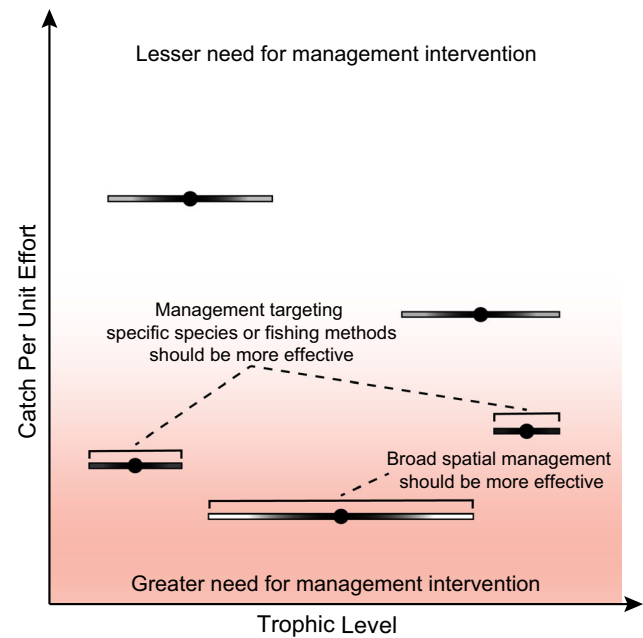 Lesser need for management intervention
Catch Per Unit Effort
Management targeting
specific species or fishing methods
should be more effective
Broad spatial management
should be more effective
Greater need for management intervention
Trophic Level